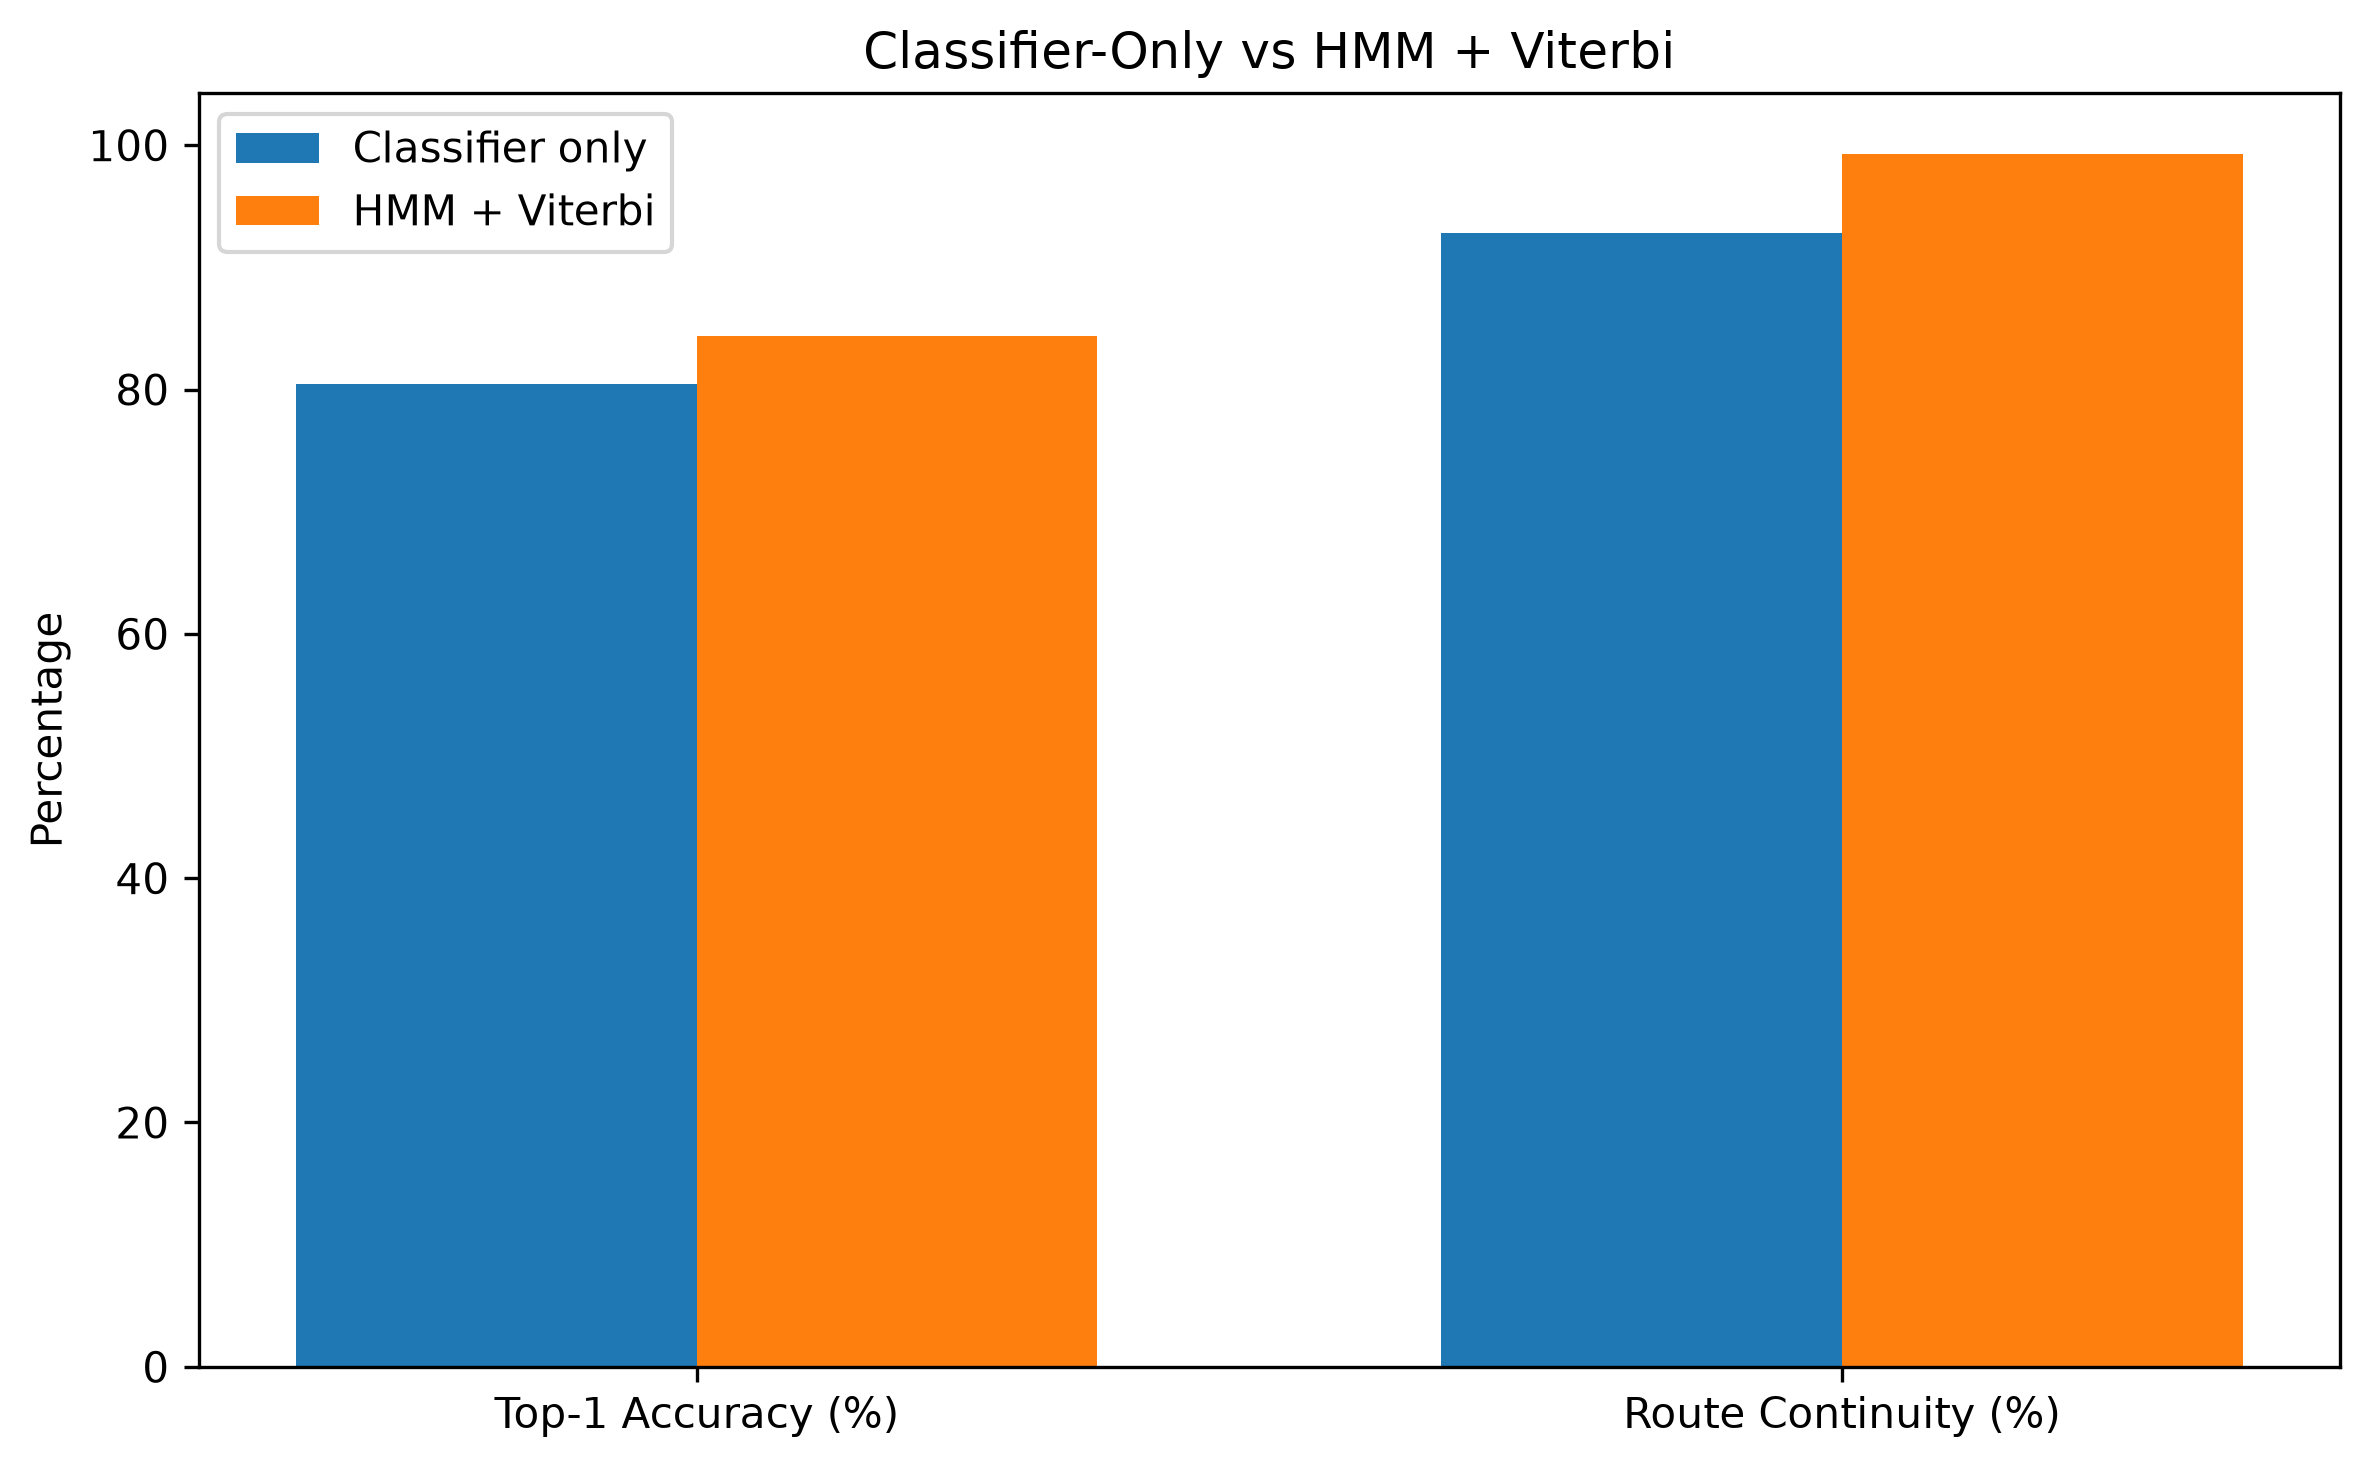 Classifier-Only vs HMM + Viterbi
Classifier only
HMM + Viterbi
Percentage
100
80
60
40
20
0
Top-1 Accuracy (%)
Route Continuity (%)